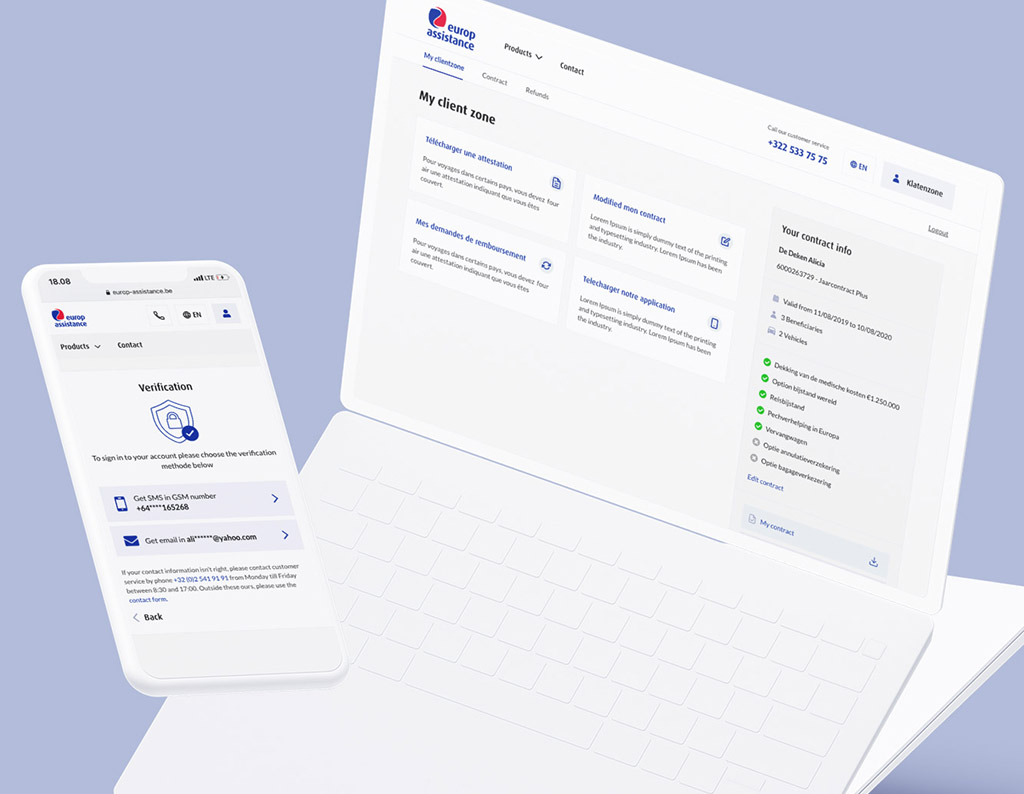 europ
assistance
Products
Contact
My clientzone
Contract
Refunds
Call our customer service
+322 533 75 75
EN
Klatenzone
Logout
My client zone
Télécharger une attestation
Pour voyages dans certains pays, vous devez four
air une attestation indiquant que vous êtes
couvert.
Modified mon contract
Lorem Ipsum is simply dummy text of the printing
and typesetting industry. Lorem Ipsum has been
the industry.
Mes demandes de remboursement
Pour voyages dans certains pays, vous devez four
air une attestation indiquant que vous êtes
couvert.
Telecharger notre application
Lorem Ipsum is simply dummy text of the printing
and typesetting industry. Lorem Ipsum has been
the industry.
Your contract info
De Deken Alicia
6000263729 - Jaarcontract Plus
Valid from 11/08/2019 to 10/08/2020
3 Beneficiaries
2 Vehicles
Dekking van de medische kosten €1.250.000
Option bijstand wereld
Reisbijstand
Pechverhelping in Europa
Vervangwagen
Optie annulatieverzekering
Optie bagageverkezering
Edit contract
My contract
18.08
LTE
europ-assistance.be
europ
assistance
EN
Products
Contact
Verification
To sign in to your account please choose the verification
methode below
Get SMS in GSM number
+64****165268
Get email in ali******@yahoo.com
If your contact information isn't right, please contact customer
service by phone +32 (0)2 541 91 91 from Monday till Friday
between 8:30 and 17:00. Outside these ours, please use the
contact form.
Back